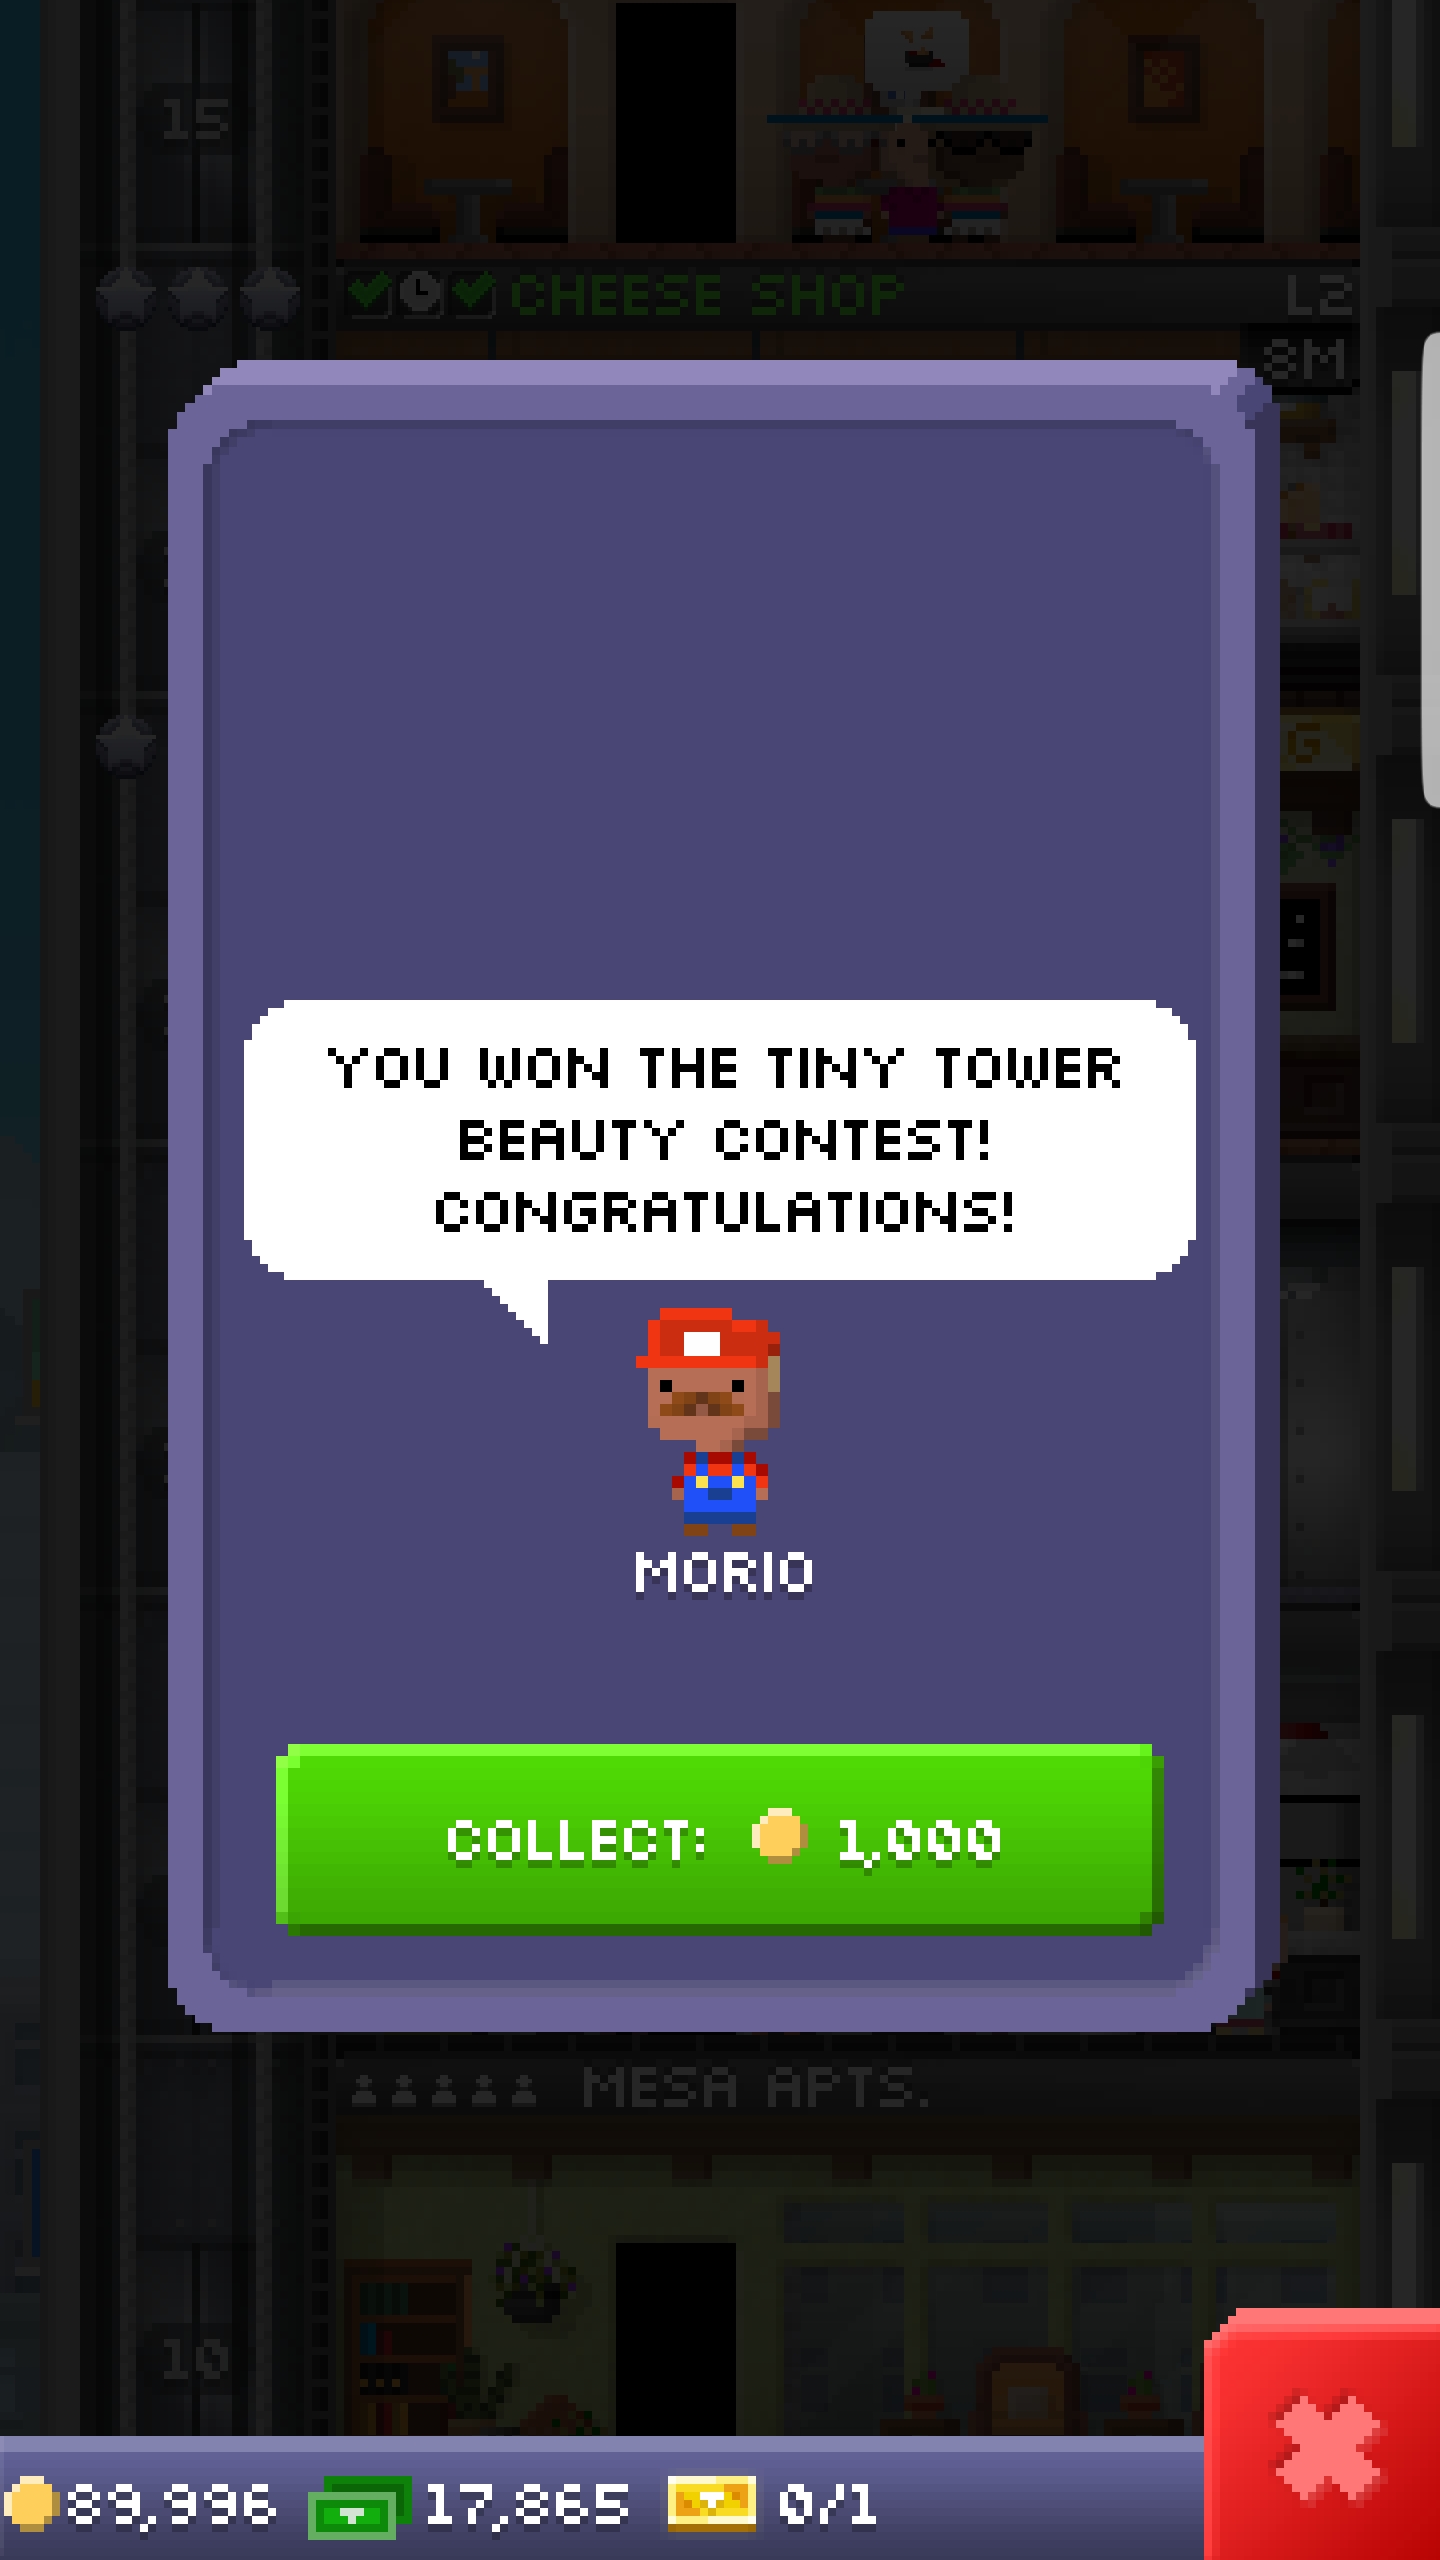 15
CHEESE SHOP L2
8M
G
YOU WON THE TINY TOWER
BEAUTY CONTEST!
CONGRATULATIONS!
MORIO
COLLECT: 1,000
MESA APTS.
10
89,996 17,865 0/1